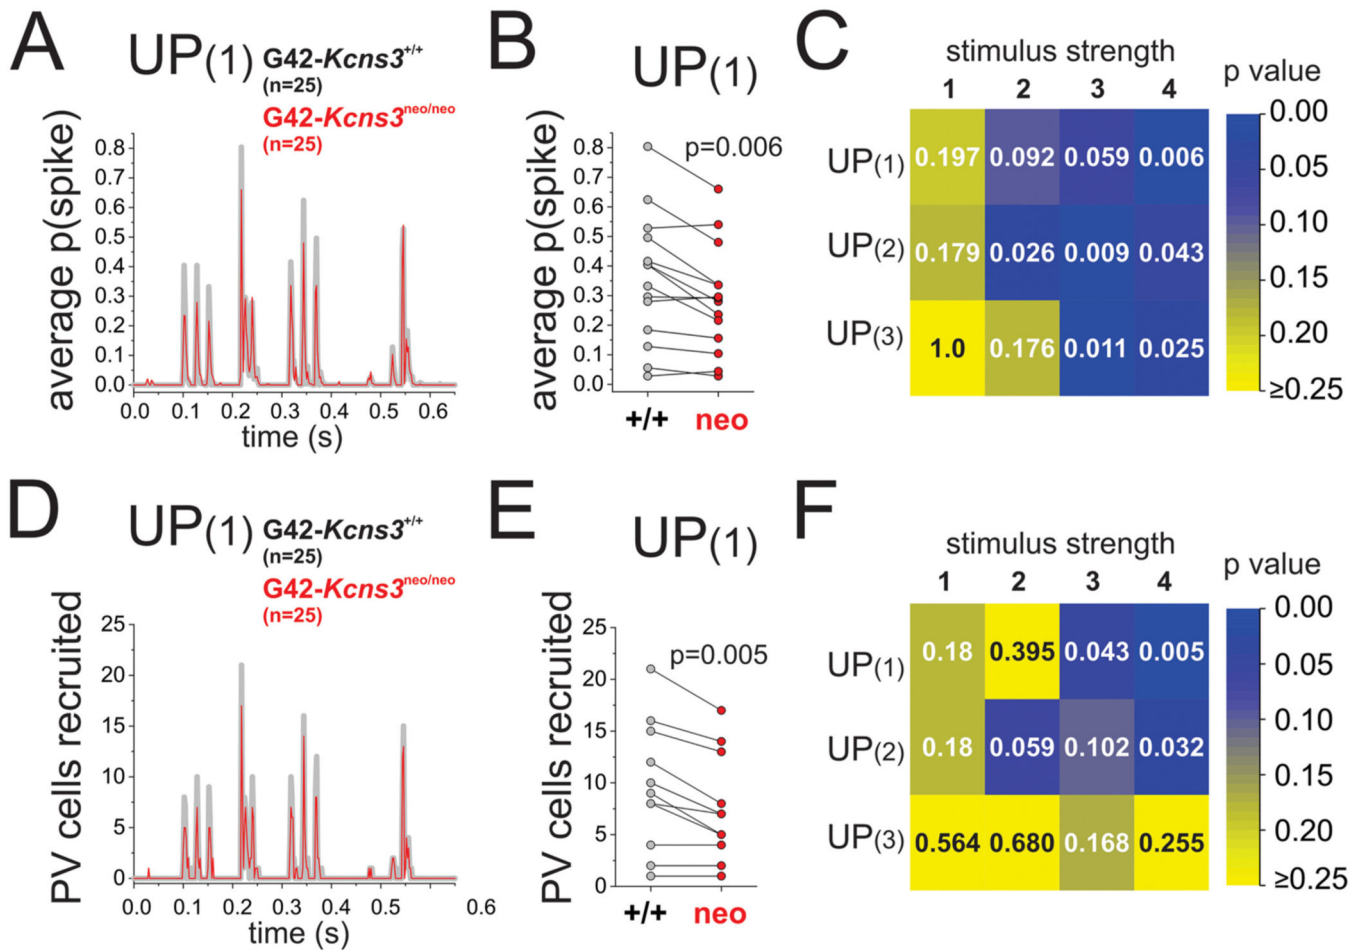 A
UP(1)
G42-Kcns3+/+
(n=25)
G42-Kcns3neo/neo
(n=25)
average p(spike)
0.8
0.7
0.6
0.5
0.4
0.3
0.2
0.1
0.0
0.0 0.1 0.2 0.3 0.4 0.5 0.6
time (s)
B
UP(1)
p=0.006
average p(spike)
0.8
0.7
0.6
0.5
0.4
0.3
0.2
0.1
0.0
+/+ neo
C
stimulus strength
1 2 3 4
p value
UP(1) 0.197 0.092 0.059 0.006
UP(2) 0.179 0.026 0.009 0.043
UP(3) 1.0 0.176 0.011 0.025
0.00
0.05
0.10
0.15
0.20
≥0.25
D
UP(1)
G42-Kcns3+/+
(n=25)
G42-Kcns3neo/neo
(n=25)
PV cells recruited
25
20
15
10
5
0
0.0 0.1 0.2 0.3 0.4 0.5 0.2 0.6
time (s)
E
UP(1)
p=0.005
PV cells recruited
25
20
15
10
5
0
+/+ neo
F
stimulus strength
1 2 3 4
p value
UP(1) 0.18 0.395 0.043 0.005
UP(2) 0.18 0.059 0.102 0.032
UP(3) 0.564 0.680 0.168 0.255
0.00
0.05
0.10
0.15
0.20
≥0.25